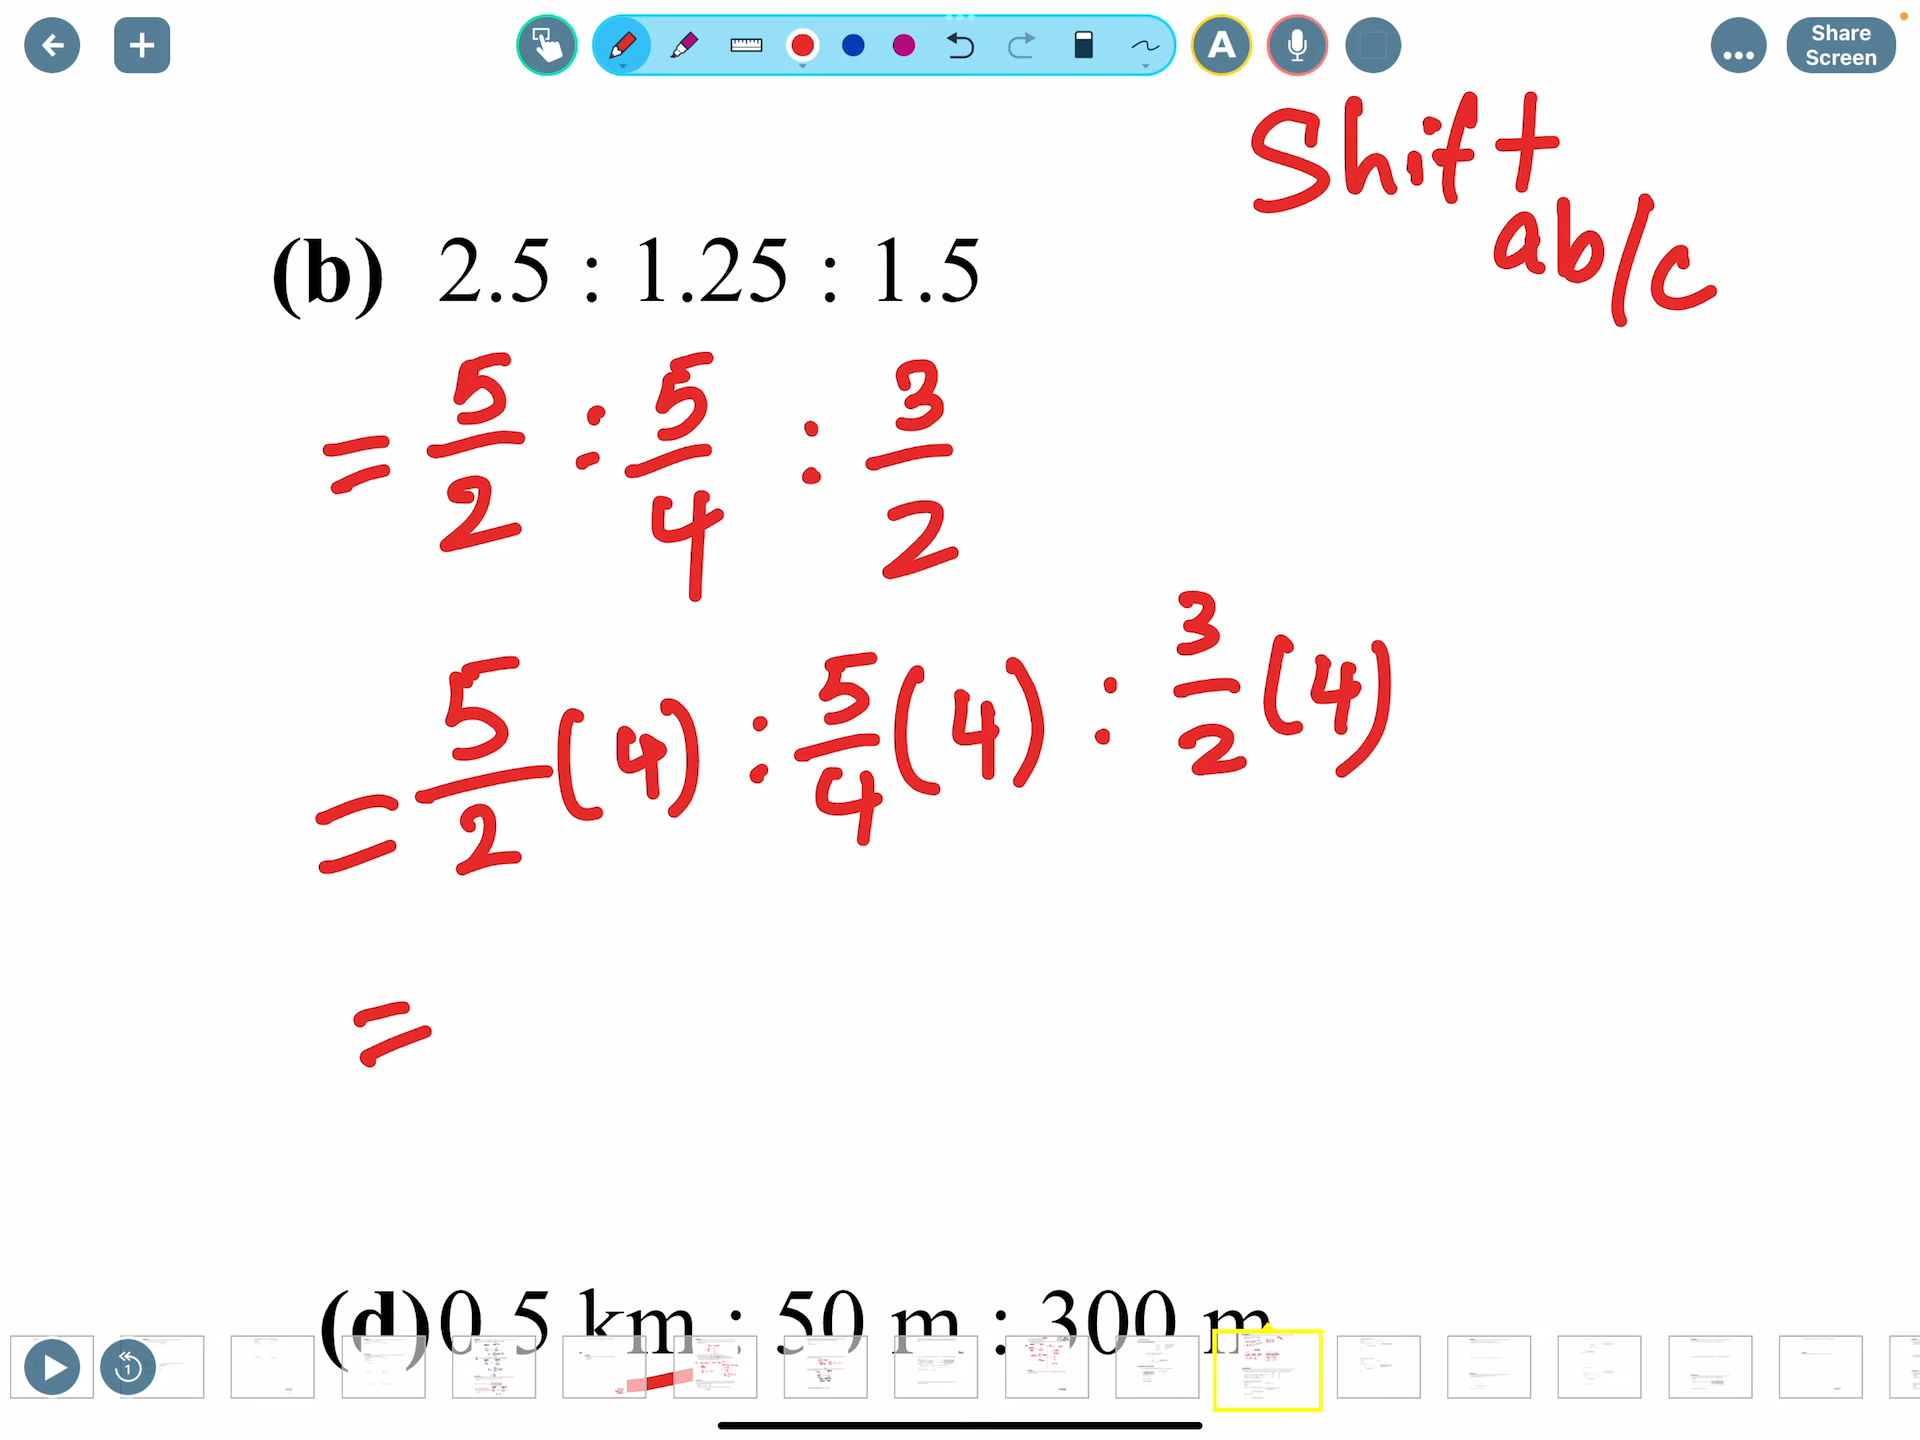 A
Share
Screen
Shift
ab/c
(b) 2.5 : 1.25 : 1.5
= 5/2 : 5/4 : 3/2
= 5/2 (4) : 5/4 (4) : 3/2 (4)
=
(d) 0.5 km : 50 m : 300 m
1